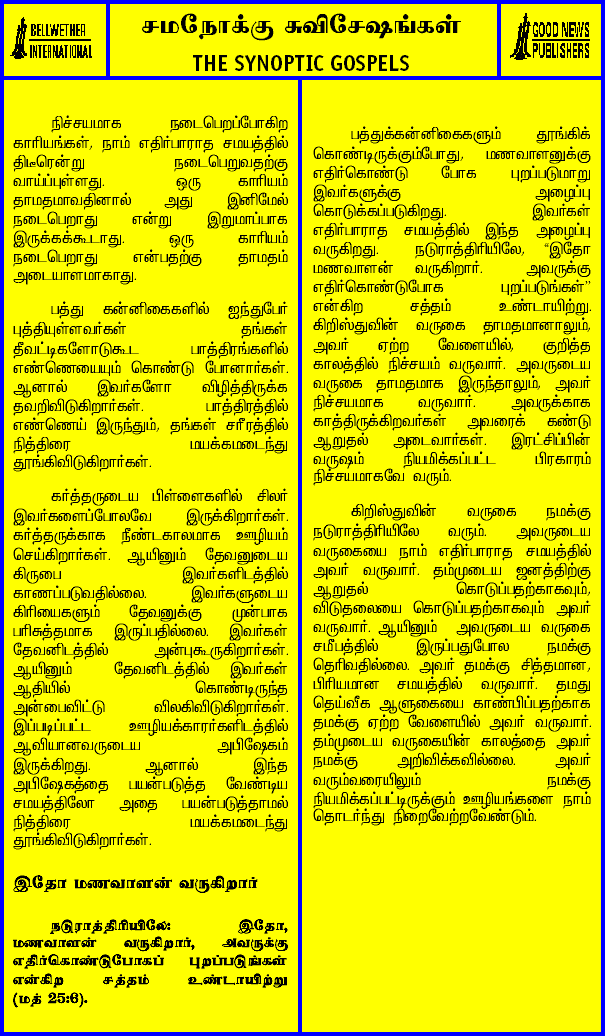 BELLWETHER
INTERNATIONAL
சமநோக்கு சுவிசேஷங்கள்
THE SYNOPTIC GOSPELS
GOOD NEWS
PUBLISHERS
நிச்சயமாக நடைபெறப்போகிற
காரியங்கள், நாம் எதிர்பாராத சமயத்தில்
திடீரென்று நடைபெறுவதற்கு
வாய்ப்புள்ளது. ஒரு காரியம்
தாமதமாவதினால் அது இனிமேல்
நடைபெறாது என்று இறுமாப்பாக
இருக்கக்கூடாது. ஒரு காரியம்
நடைபெறாது என்பதற்கு தாமதம்
அடையாளமாகாது.
பத்து கன்னிகைகளில் ஐந்துபேர்
புத்தியுள்ளவர்கள் தங்கள்
தீவட்டிகளோடுகூட பாத்திரங்களில்
எண்ணெயையும் கொண்டு போனார்கள்.
ஆனால் இவர்களோ விழித்திருக்க
தவறிவிடுகிறார்கள். பாத்திரத்தில்
எண்ணெய் இருந்தும், தங்கள் சரீரத்தில்
நித்திரை மயக்கமடைந்து
தூங்கிவிடுகிறார்கள்.
கர்த்தருடைய பிள்ளைகளில் சிலர்
இவர்களைப்போலவே இருக்கிறார்கள்.
கர்த்தருக்காக நீண்டகாலமாக ஊழியம்
செய்கிறார்கள். ஆயினும் தேவனுடைய
கிருபை இவர்களிடத்தில்
காணப்படுவதில்லை. இவர்களுடைய
கிரியைகளும் தேவனுக்கு முன்பாக
பரிசுத்தமாக இருப்பதில்லை. இவர்கள்
தேவனிடத்தில் அன்புகூருகிறார்கள்.
ஆயினும் தேவனிடத்தில் இவர்கள்
ஆதியில் கொண்டிருந்த
அன்பைவிட்டு விலகிவிடுகிறார்கள்.
இப்படிப்பட்ட ஊழியக்காரர்களிடத்தில்
ஆவியானவருடைய அபிஷேகம்
இருக்கிறது. ஆனால் இந்த
அபிஷேகத்தை பயன்படுத்த வேண்டிய
சமயத்திலோ அதை பயன்படுத்தாமல்
நித்திரை மயக்கமடைந்து
தூங்கிவிடுகிறார்கள்.
இதோ மணவாளன் வருகிறார்
நடுராத்திரியிலே: இதோ,
மணவாளன் வருகிறார், அவருக்கு
எதிர்கொண்டுபோகப் புறப்படுங்கள்
என்கிற சத்தம் உண்டாயிற்று
(மத் 25:6).
பத்துக்கன்னிகைகளும் தூங்கிக்
கொண்டிருக்கும்போது, மணவாளனுக்கு
எதிர்கொண்டு போக புறப்படுமாறு
இவர்களுக்கு அழைப்பு
கொடுக்கப்படுகிறது. இவர்கள்
எதிர்பாராத சமயத்தில் இந்த அழைப்பு
வருகிறது. நடுராத்திரியிலே, "இதோ
மணவாளன் வருகிறார். அவருக்கு
எதிர்கொண்டுபோக புறப்படுங்கள்"
என்கிற சத்தம் உண்டாயிற்று.
கிறிஸ்துவின் வருகை தாமதமானாலும்,
அவர் ஏற்ற வேளையில், குறித்த
காலத்தில் நிச்சயம் வருவார். அவருடைய
வருகை தாமதமாக இருந்தாலும், அவர்
நிச்சயமாக வருவார். அவருக்காக
காத்திருக்கிறவர்கள் அவரைக் கண்டு
ஆறுதல் அடைவார்கள். இரட்சிப்பின்
வருஷம் நியமிக்கப்பட்ட பிரகாரம்
நிச்சயமாகவே வரும்.
கிறிஸ்துவின் வருகை நமக்கு
நடுராத்திரியிலே வரும். அவருடைய
வருகையை நாம் எதிர்பாராத சமயத்தில்
அவர் வருவார். தம்முடைய ஜனத்திற்கு
ஆறுதல் கொடுப்பதற்காகவும்,
விடுதலையை கொடுப்பதற்காகவும் அவர்
வருவார். ஆயினும் அவருடைய வருகை
சமீபத்தில் இருப்பதுபோல நமக்கு
தெரிவதில்லை. அவர் தமக்கு சித்தமான,
பிரியமான சமயத்தில் வருவார். தமது
தெய்வீக ஆளுகையை காண்பிப்பதற்காக
தமக்கு ஏற்ற வேளையில் அவர் வருவார்.
தம்முடைய வருகையின் காலத்தை அவர்
நமக்கு அறிவிக்கவில்லை. அவர்
வரும்வரையிலும் நமக்கு
நியமிக்கப்பட்டிருக்கும் ஊழியங்களை நாம்
தொடர்ந்து நிறைவேற்றவேண்டும்.